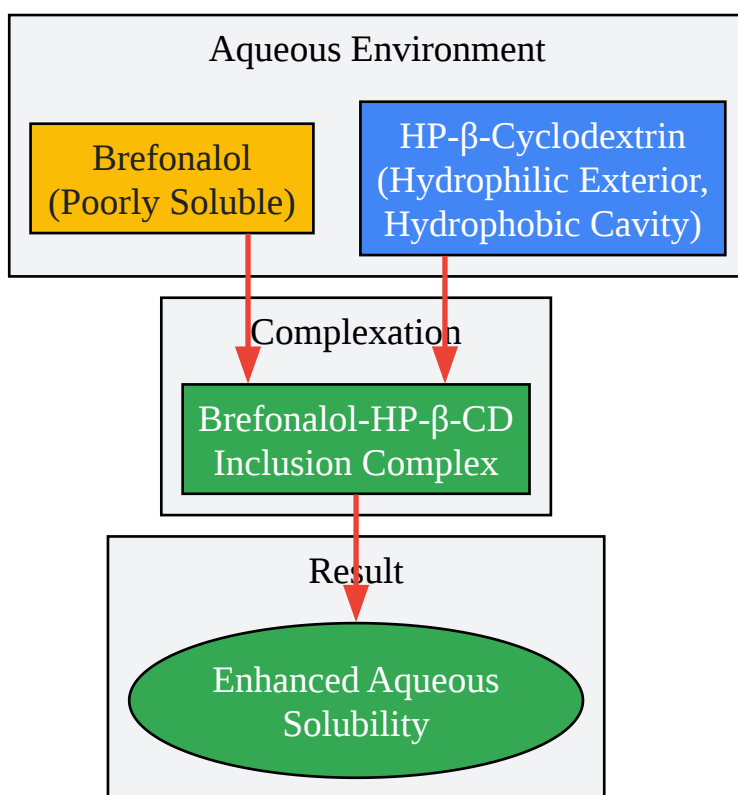 Aqueous Environment
Brefonalol
(Poorly Soluble)
HP-β-Cyclodextrin
(Hydrophilic Exterior,
Hydrophobic Cavity)
Complexation
Brefonalol-HP-β-CD
Inclusion Complex
Result
Enhanced Aqueous
Solubility